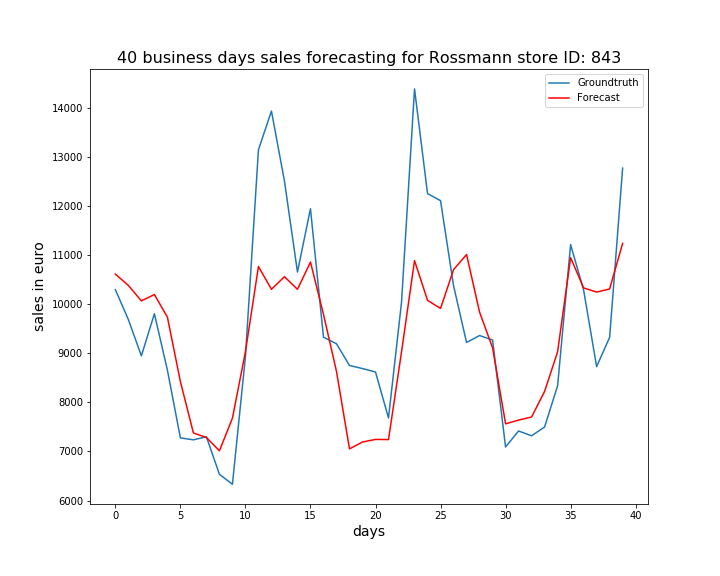 40 business days sales forecasting for Rossmann store ID: 843
Groundtruth
Forecast
sales in euro
14000
13000
12000
11000
10000
9000
8000
7000
6000
0 5 10 15 20 25 30 35 40
days